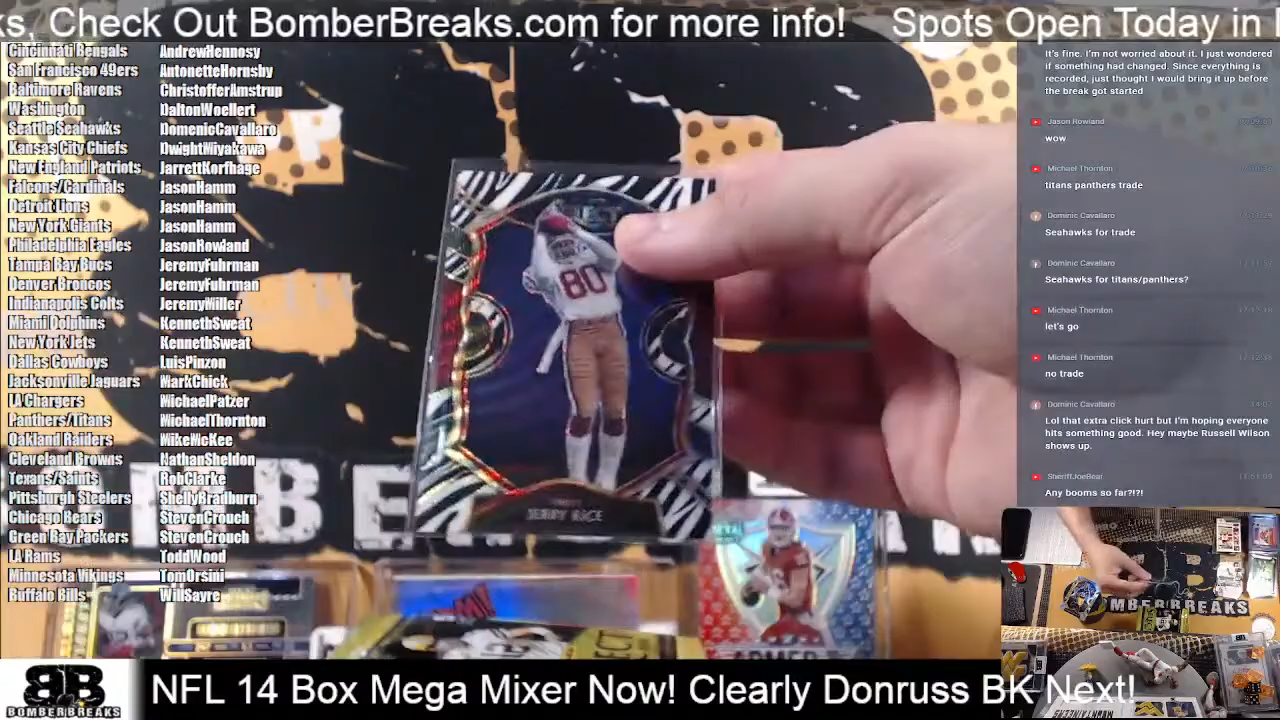 ks, Check Out BomberBreaks.com for more info! Spots Open Today in
Cincinnati Bengals AndrewHennosy
San Francisco 49ers AntonetteHornsby
Baltimore Ravens ChristofferAmstrup
Washington DaltonWoellert
Seattle Seahawks DomenicCavallaro
Kansas City Chiefs DwightMiyakawa
New England Patriots JarrettKorfhage
Falcons/Cardinals JasonHamm
Detroit Lions JasonHamm
New York Giants JasonHamm
Philadelphia Eagles JasonRowland
Tampa Bay Bucs JeremyFuhrman
Denver Broncos JeremyFuhrman
Indianapolis Colts JeremyMiller
Miami Dolphins KennethSweat
New York Jets KennethSweat
Dallas Cowboys LuisPinzon
Jacksonville Jaguars MarkChick
LA Chargers MichaelPatzer
Panthers/Titans MichaelThornton
Oakland Raiders MikeMcKee
Cleveland Browns NathanSheldon
Texans/Saints RobClarke
Pittsburgh Steelers ShellyBradburn
Chicago Bears StevenCrouch
Green Bay Packers StevenCrouch
LA Rams ToddWood
Minnesota Vikings TomOrsini
Buffalo Bills WillSayre
80
JERRY RICE
It's fine. I'm not worried about it. I just wondered
if something had changed. Since everything is
recorded, just thought I would bring it up before
the break got started
Jason Rowland
wow
Michael Thornton
titans panthers trade
Dominic Cavallaro
Seahawks for trade
Dominic Cavallaro
Seahawks for titans/panthers?
Michael Thornton
let's go
Michael Thornton
no trade
Dominic Cavallaro
Lol that extra click hurt but I'm hoping everyone
hits something good. Hey maybe Russell Wilson
shows up.
SheriffJoeBear
Any booms so far?!?!
BOMBERBREAKS
BB
BOMBERBREAKS
NFL 14 Box Mega Mixer Now! Clearly Donruss BK Next!